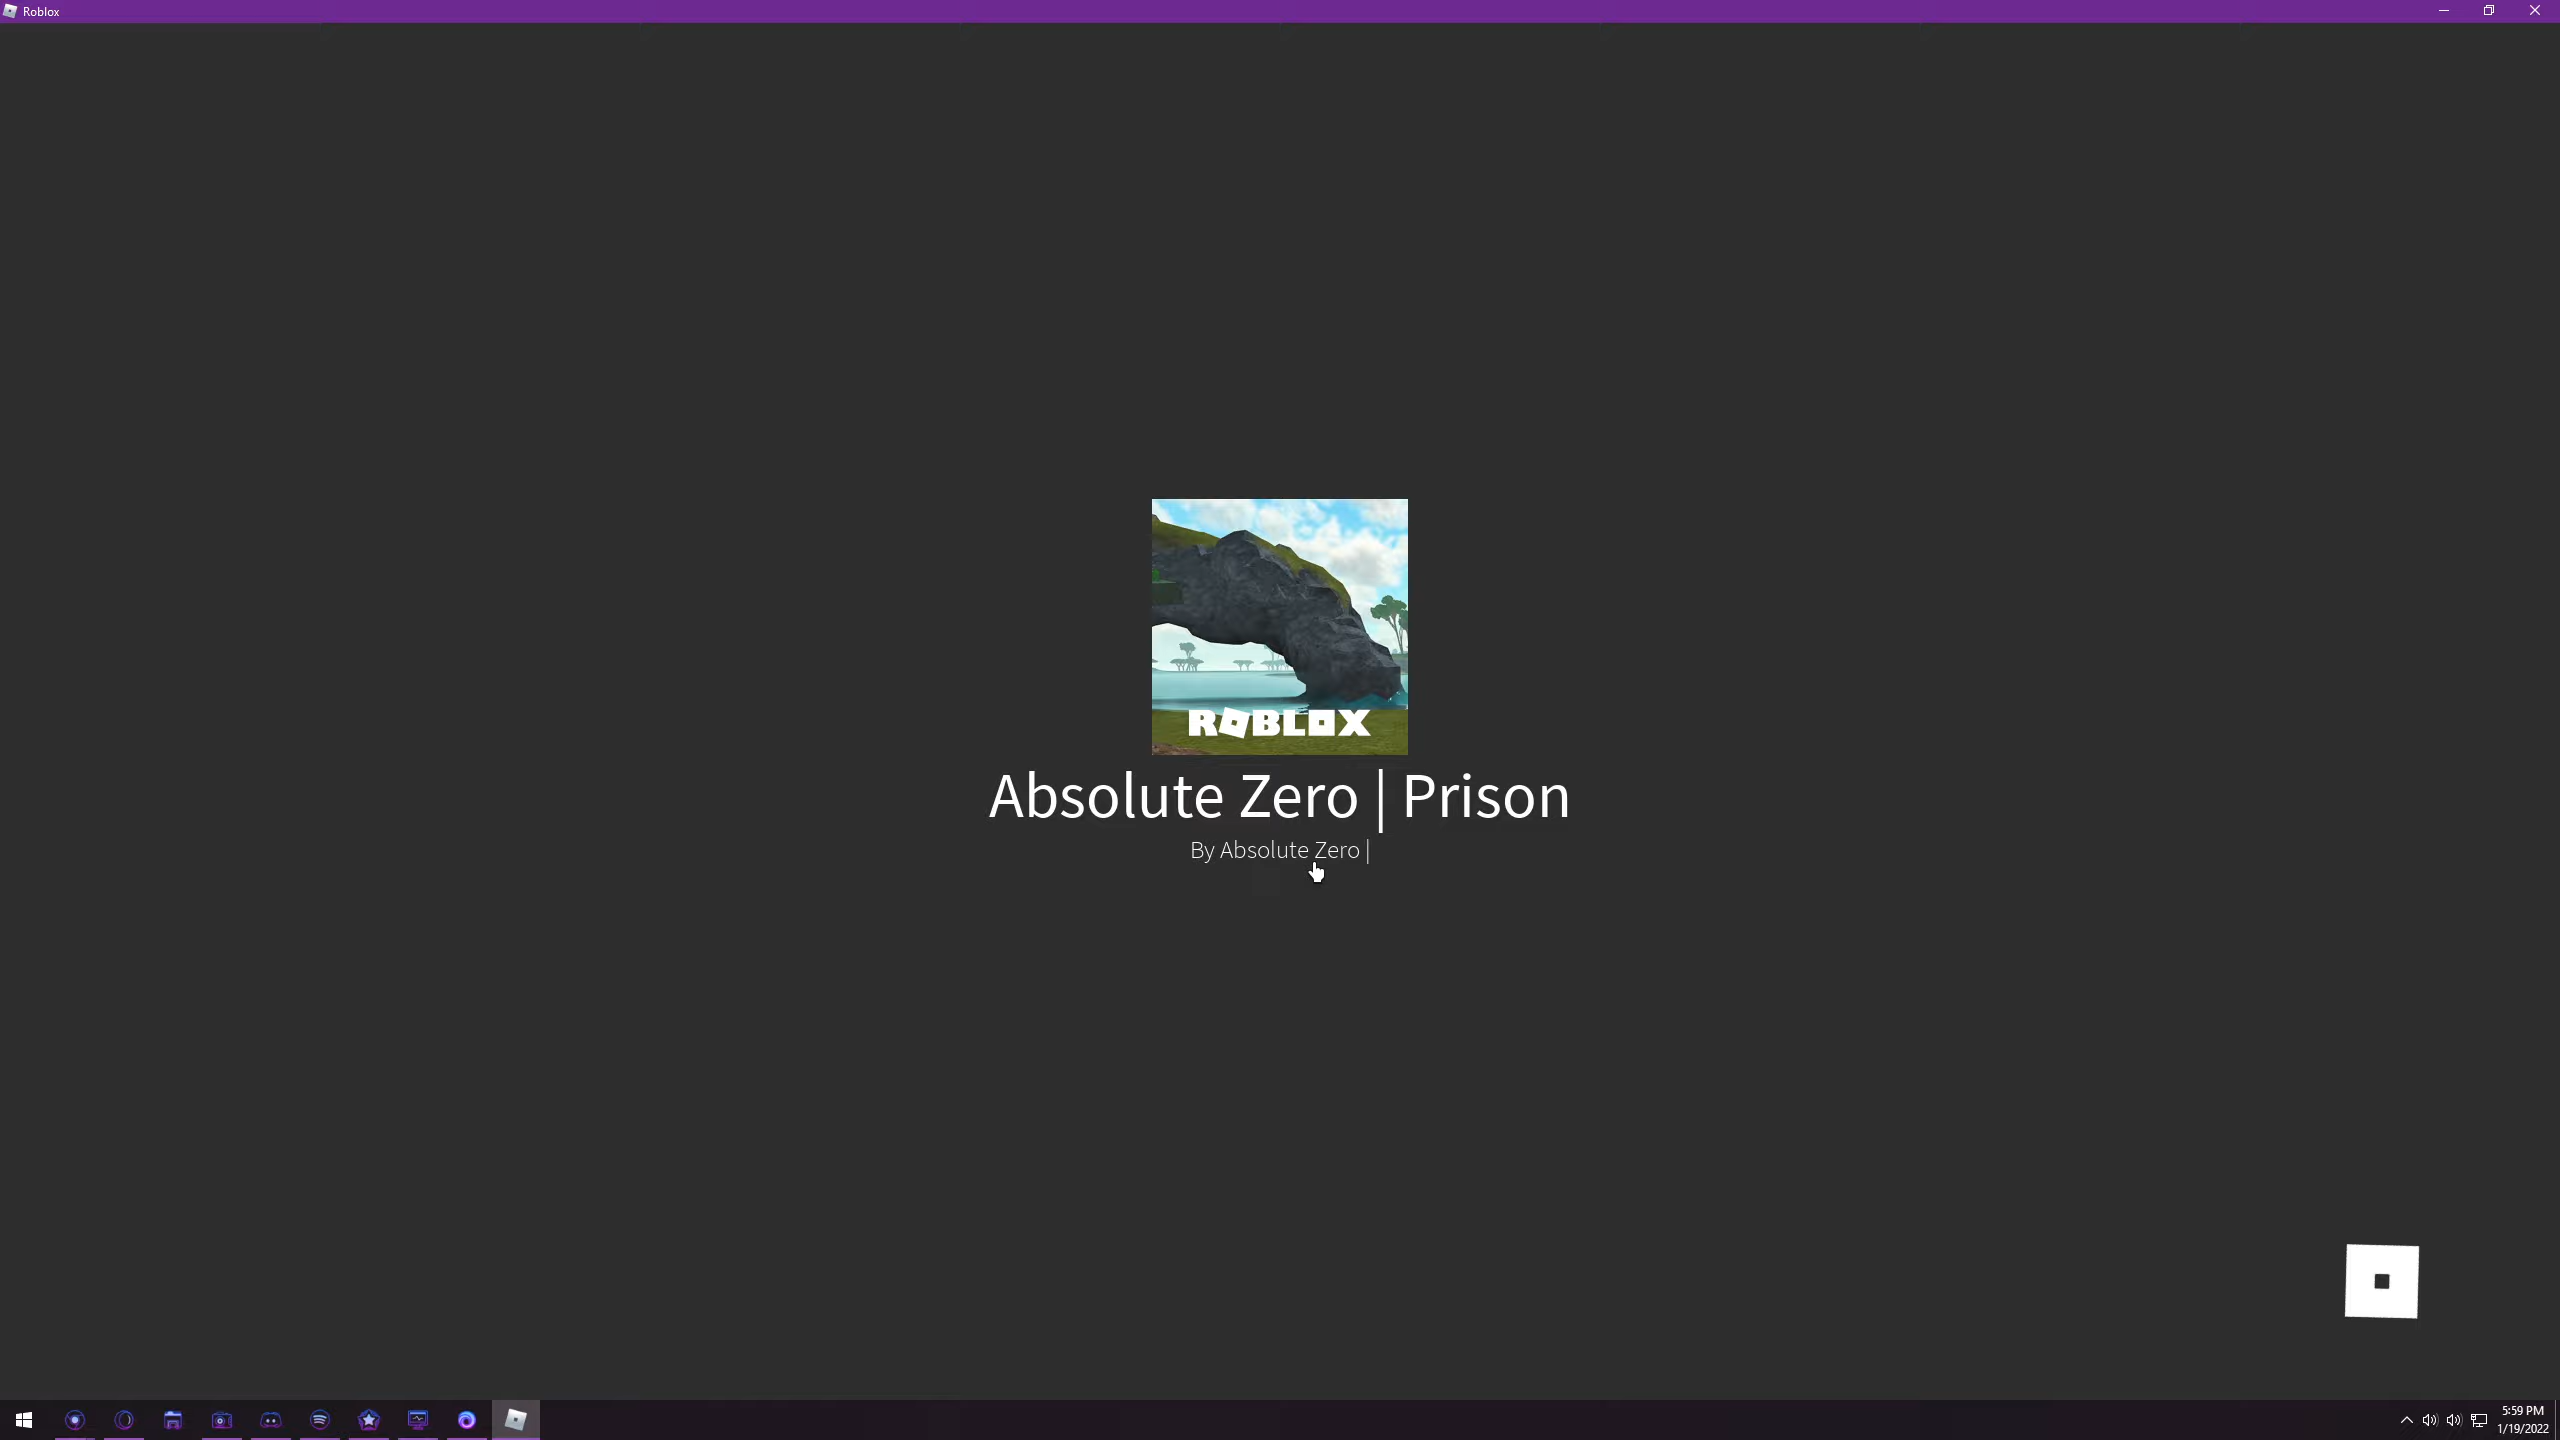 Roblox
ROBLOX
Absolute Zero | Prison
By Absolute Zero |
5:59 PM
1/19/2022